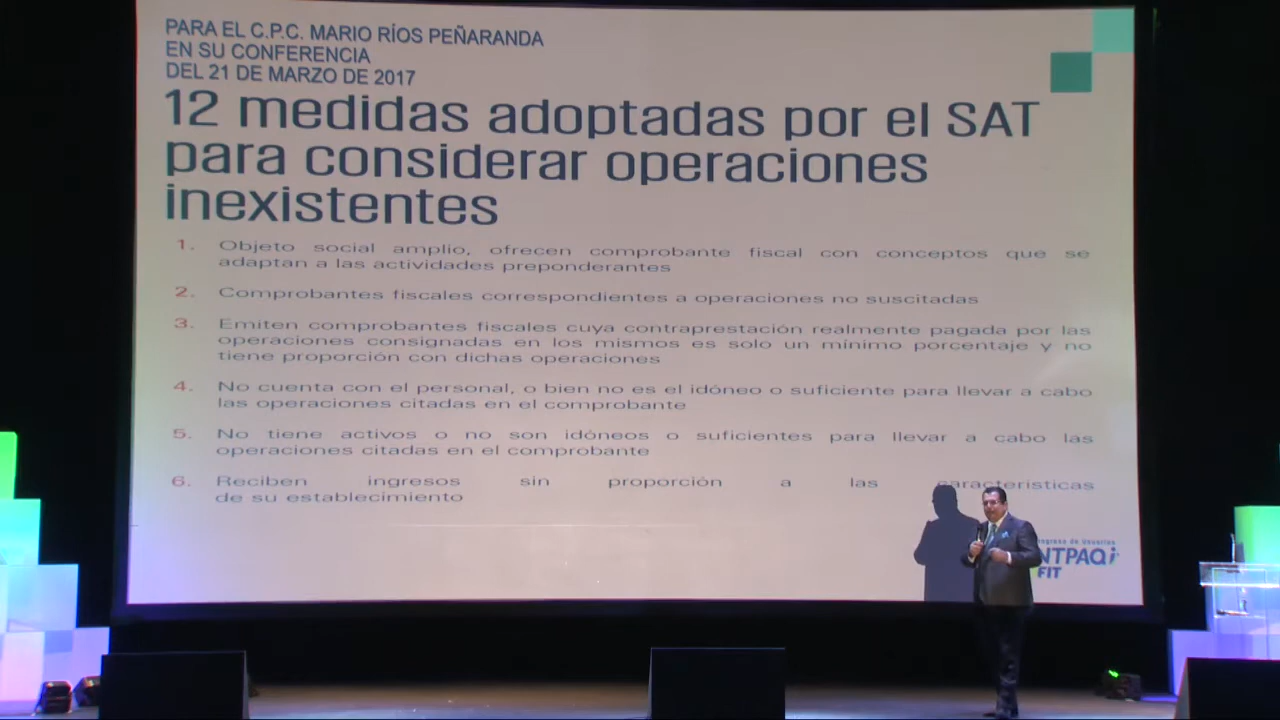 PARA EL C.P.C. MARIO RÍOS PEÑARANDA
EN SU CONFERENCIA
DEL 21 DE MARZO DE 2017
12 medidas adoptadas por el SAT
para considerar operaciones
inexistentes
1. Objeto social amplio, ofrecen comprobante fiscal con conceptos que se
adaptan a las actividades preponderantes
2. Comprobantes fiscales correspondientes a operaciones no suscitadas
3. Emiten comprobantes fiscales cuya contraprestación realmente pagada por las
operaciones consignadas en los mismos es solo un mínimo porcentaje y no
tiene proporción con dichas operaciones
4. No cuenta con el personal, o bien no es el idóneo o suficiente para llevar a cabo
las operaciones citadas en el comprobante
5. No tiene activos o no son idóneos o suficientes para llevar a cabo las
operaciones citadas en el comprobante
6. Reciben ingresos sin proporción a las características
de su establecimiento
de Usuarios
NTPAQi
FIT